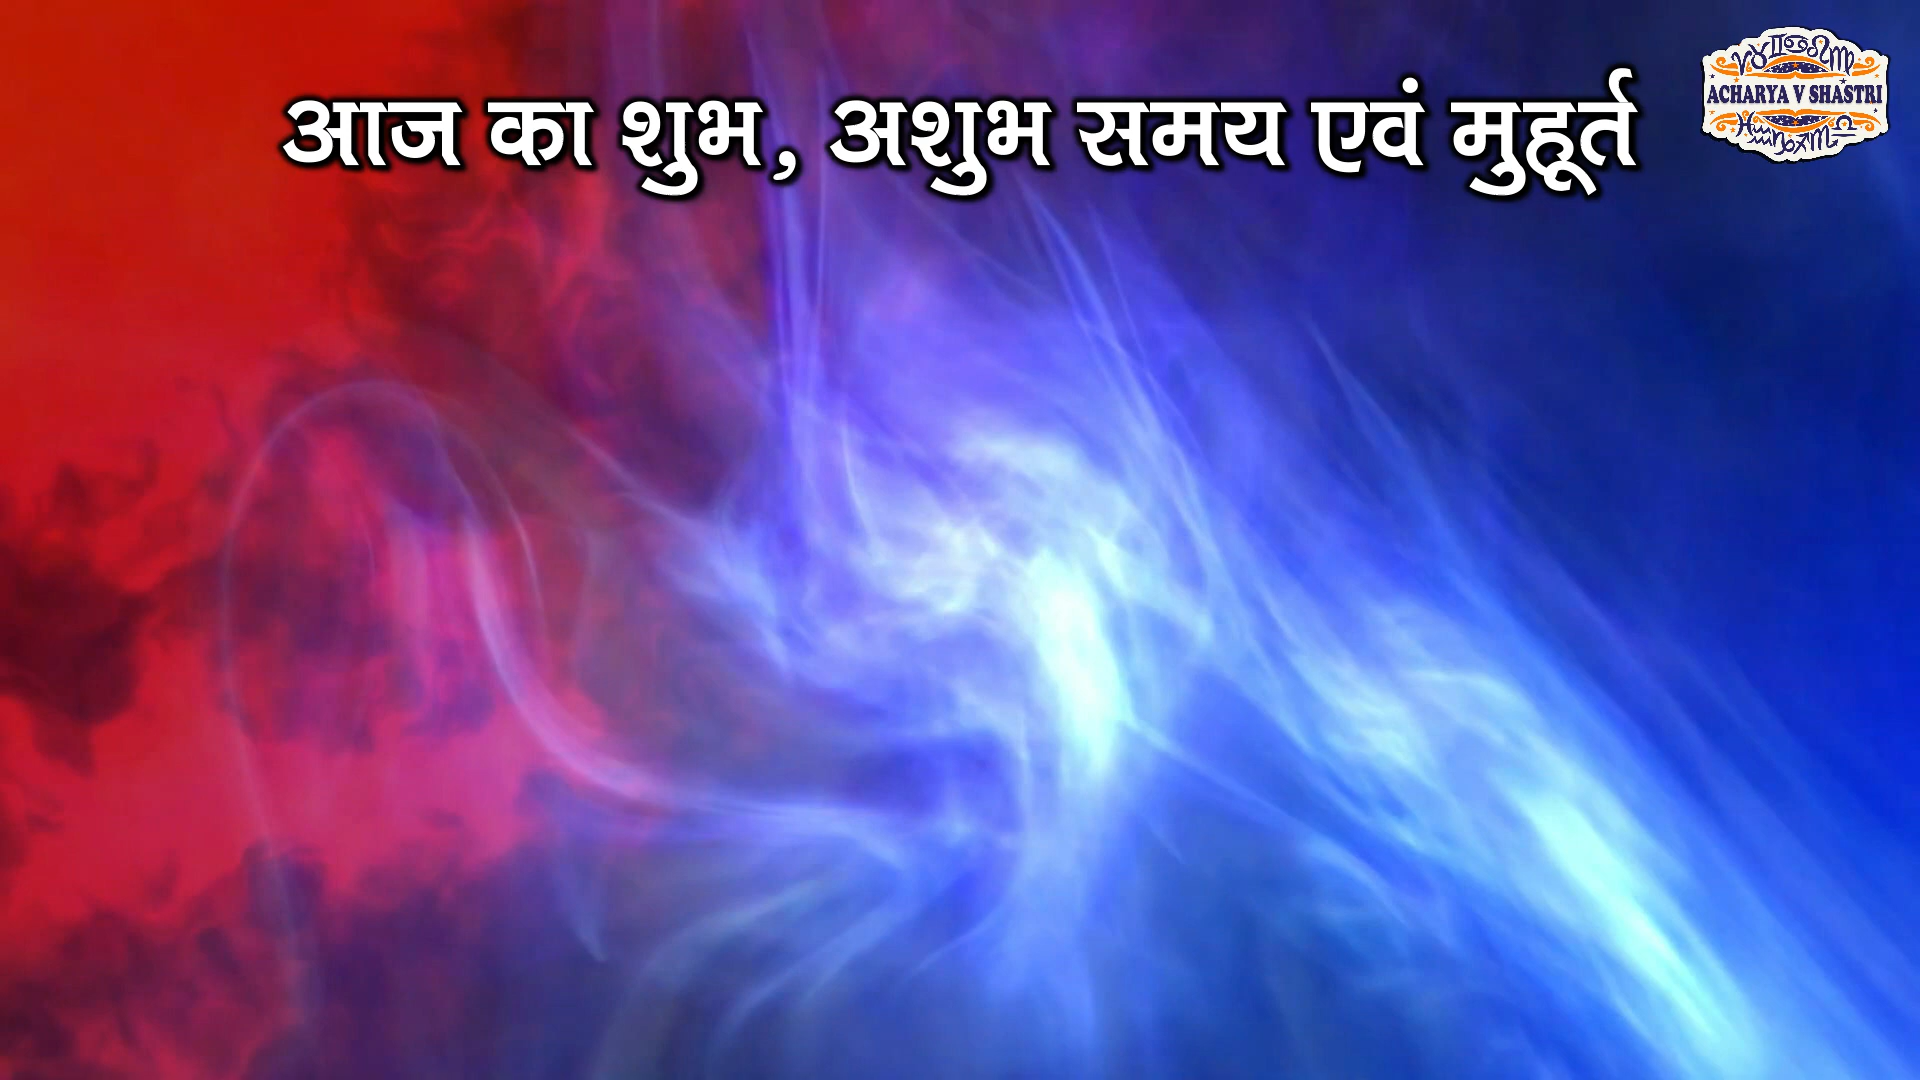 आज का शुभ, अशुभ समय एवं मुहूर्त
ACHARYA V SHASTRI